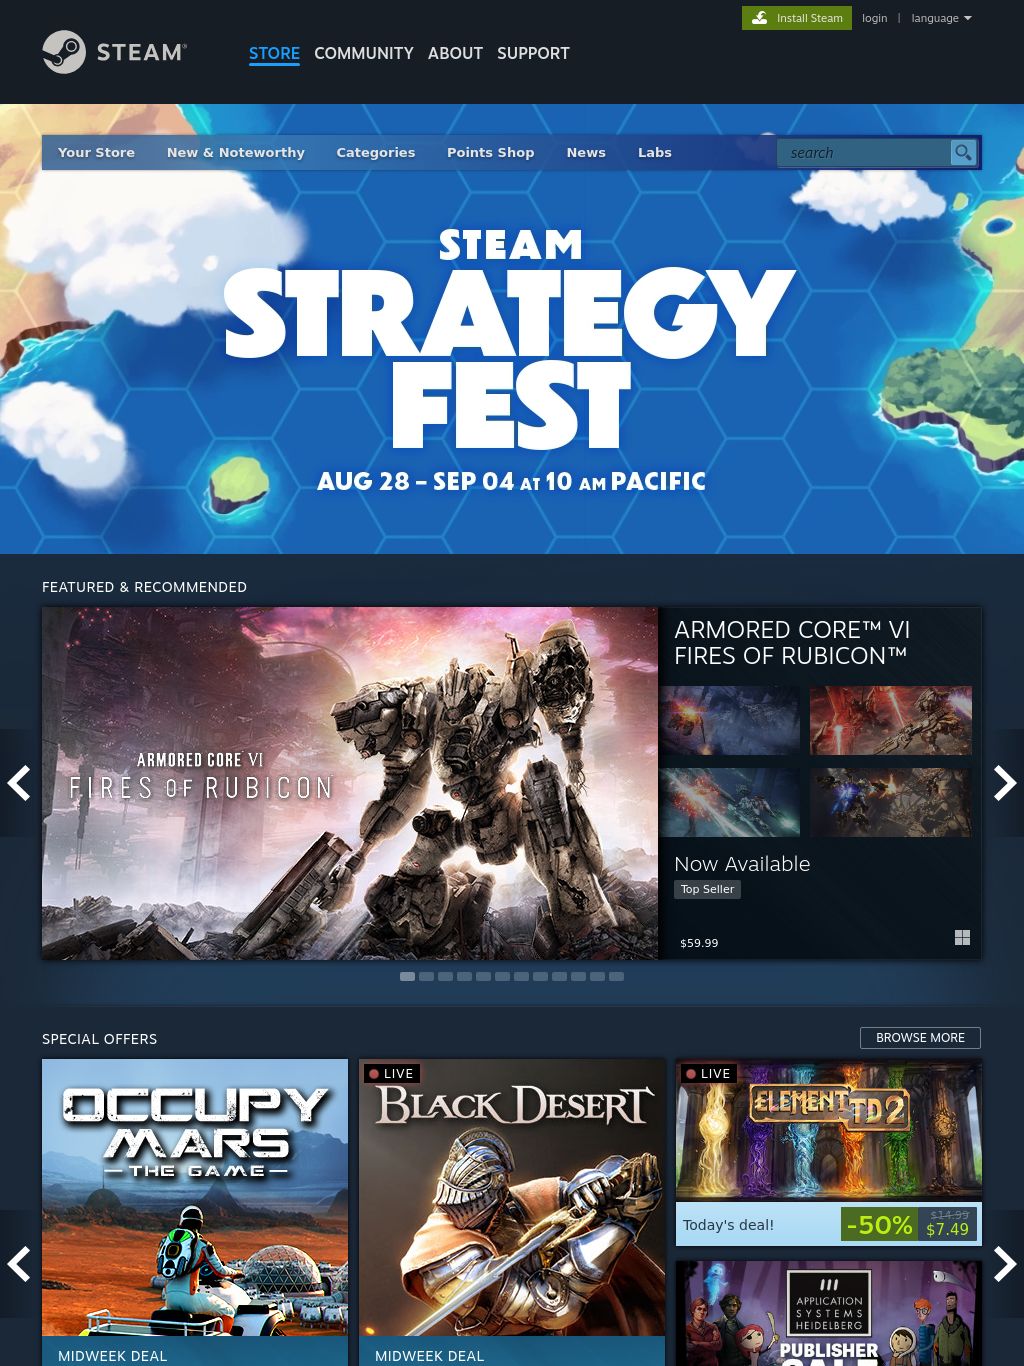 Install Steam
login | language
STEAM®
STORE COMMUNITY ABOUT SUPPORT
Your Store New & Noteworthy Categories Points Shop News Labs
search
STEAM
STRATEGY
FEST
AUG 28 – SEP 04 AT 10 AM PACIFIC
FEATURED & RECOMMENDED
ARMORED CORE VI
FIRES OF RUBICON
ARMORED CORE™ VI
FIRES OF RUBICON™
Now Available
Top Seller
$59.99
SPECIAL OFFERS
BROWSE MORE
OCCUPY
MARS
THE GAME
MIDWEEK DEAL
LIVE
BLACK DESERT
MIDWEEK DEAL
LIVE
ELEMENT
TD 2
Today's deal!
-50%
$14.99
$7.49
APPLICATION
SYSTEMS
HEIDELBERG
PUBLISHER
SALE